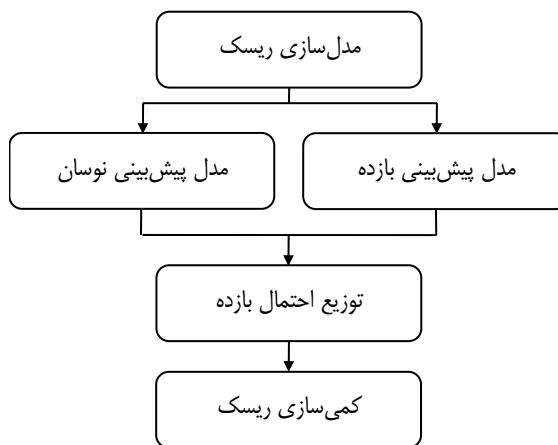 مدل‌سازی ریسک
مدل پیش‌بینی بازده
مدل پیش‌بینی نوسان
توزیع احتمال بازده
کمی‌سازی ریسک